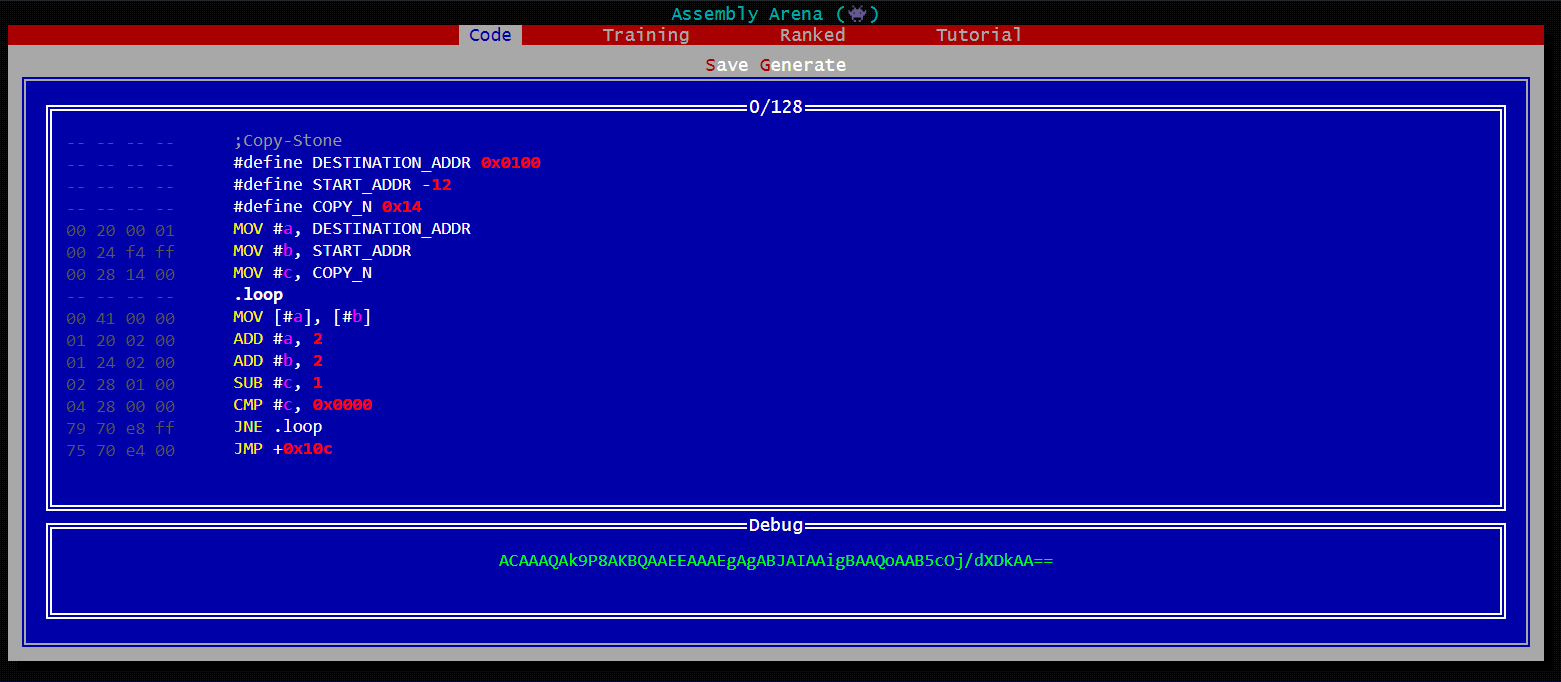 Assembly Arena (👾)
Code Training Ranked Tutorial
Save Generate
0/128
-- -- -- -- ;Copy-Stone
-- -- -- -- #define DESTINATION_ADDR 0x0100
-- -- -- -- #define START_ADDR -12
-- -- -- -- #define COPY_N 0x14
00 20 00 01 MOV #a, DESTINATION_ADDR
00 24 f4 ff MOV #b, START_ADDR
00 28 14 00 MOV #c, COPY_N
-- -- -- -- .loop
00 41 00 00 MOV [#a], [#b]
01 20 02 00 ADD #a, 2
01 24 02 00 ADD #b, 2
02 28 01 00 SUB #c, 1
04 28 00 00 CMP #c, 0x0000
79 70 e8 ff JNE .loop
75 70 e4 00 JMP +0x10c
Debug
ACAAAQAk9P8AKBQAAEEAAAEgAgABJAIAAigBAAQoAAB5cOj/dXDkAA==